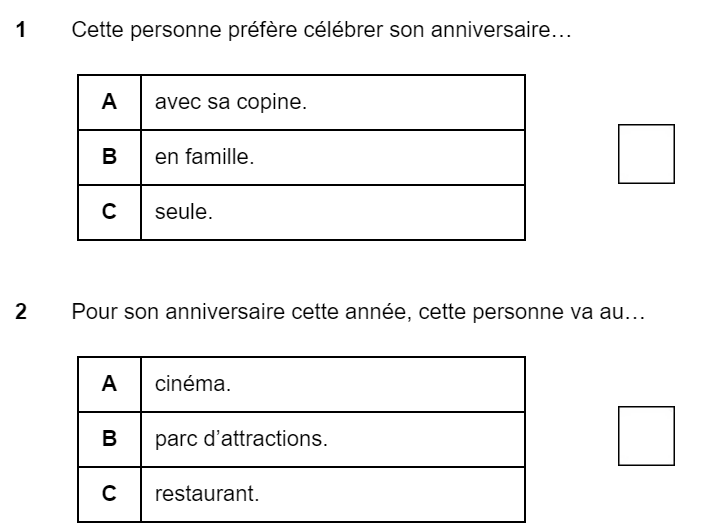 1 Cette personne préfère célébrer son anniversaire…
A avec sa copine.
B en famille.
C seule.
2 Pour son anniversaire cette année, cette personne va au…
A cinéma.
B parc d’attractions.
C restaurant.